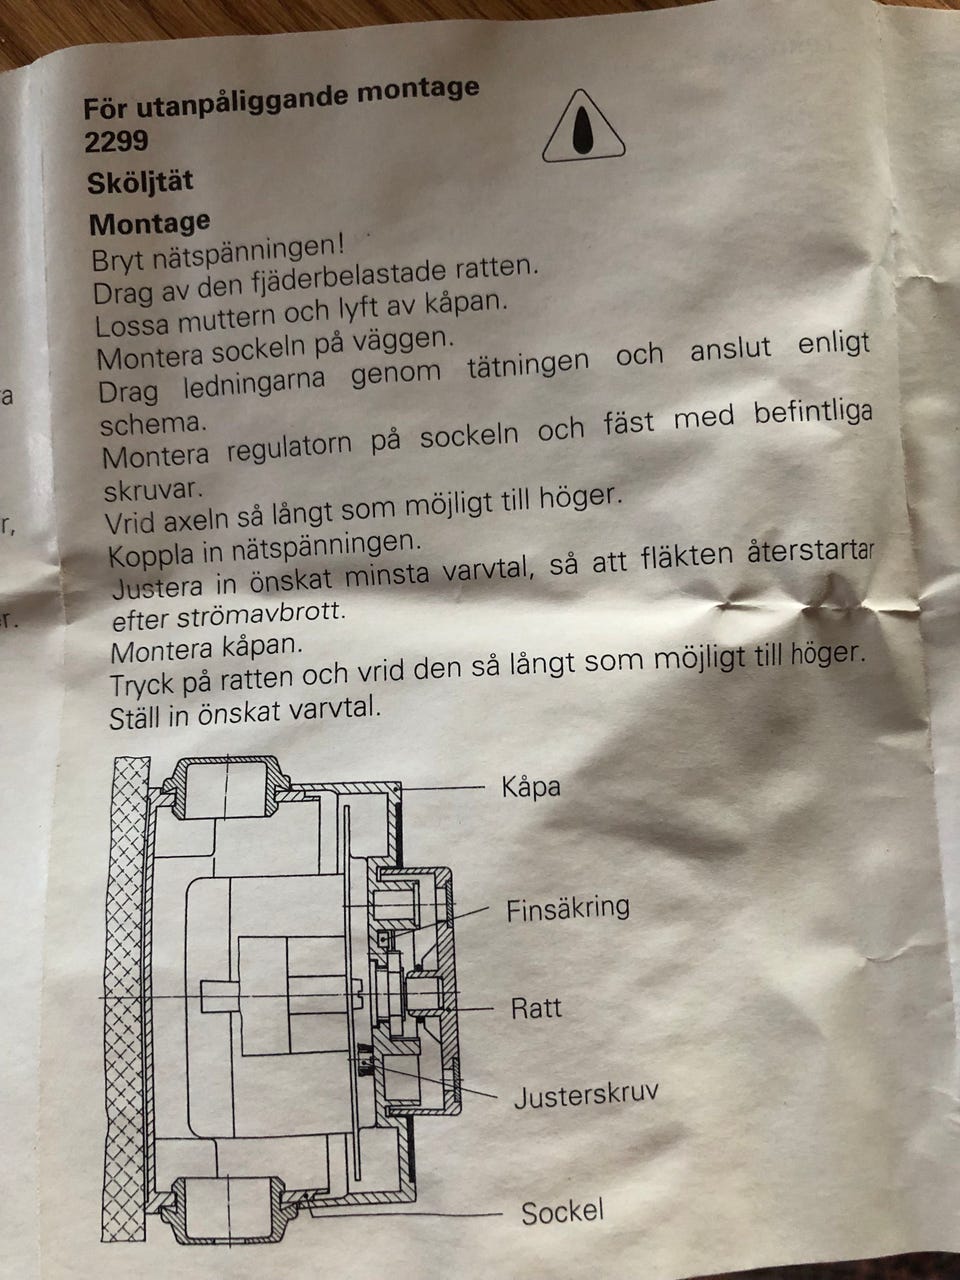 För utanpåliggande montage
2299
Sköljtät
Montage
Bryt nätspänningen!
Drag av den fjäderbelastade ratten.
Lossa muttern och lyft av kåpan.
Montera sockeln på väggen.
Drag ledningarna genom tätningen och anslut enligt
schema.
Montera regulatorn på sockeln och fäst med befintliga
skruvar.
Vrid axeln så långt som möjligt till höger.
Koppla in nätspänningen.
Justera in önskat minsta varvtal, så att fläkten återstartar
efter strömavbrott.
Montera kåpan.
Tryck på ratten och vrid den så långt som möjligt till höger.
Ställ in önskat varvtal.
Kåpa
Finsäkring
Ratt
Justerskruv
Sockel